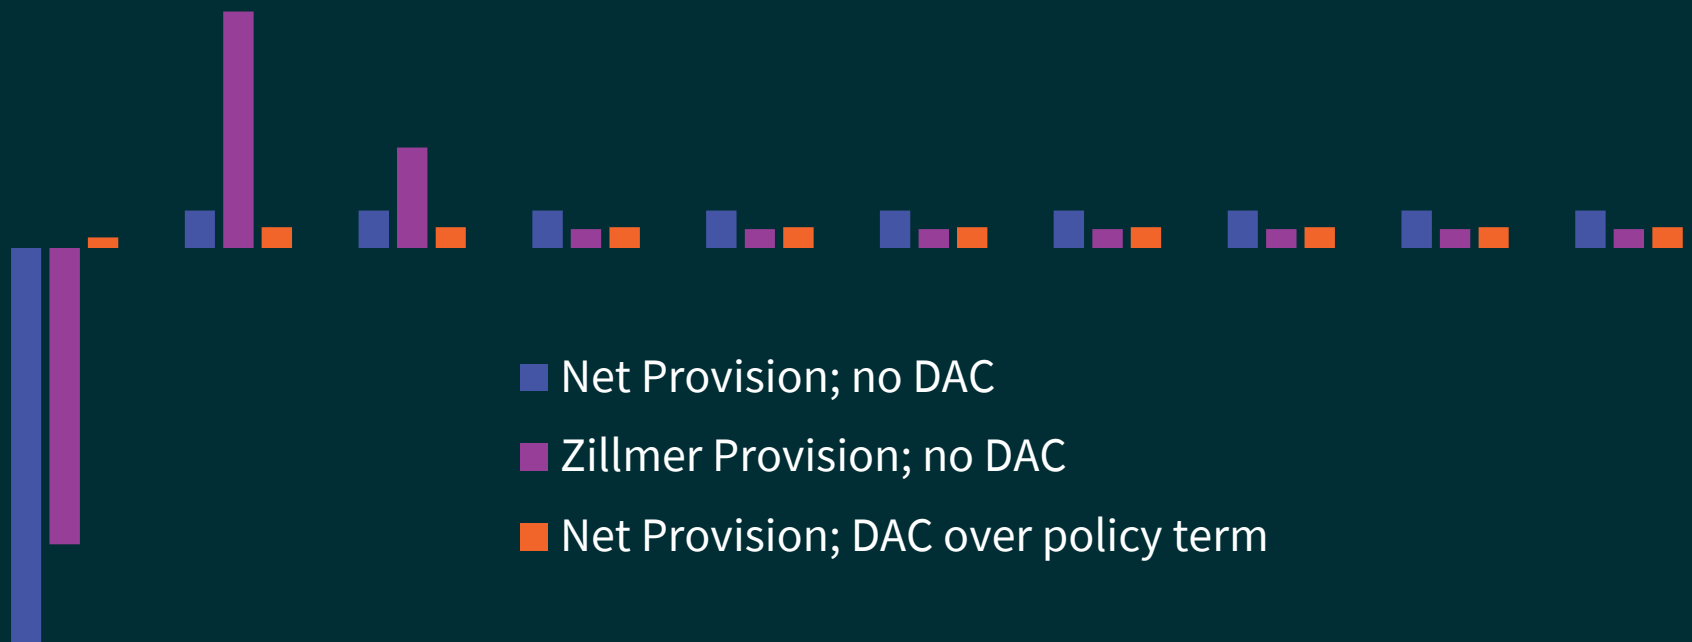 Net Provision; no DAC
Zillmer Provision; no DAC
Net Provision; DAC over policy term